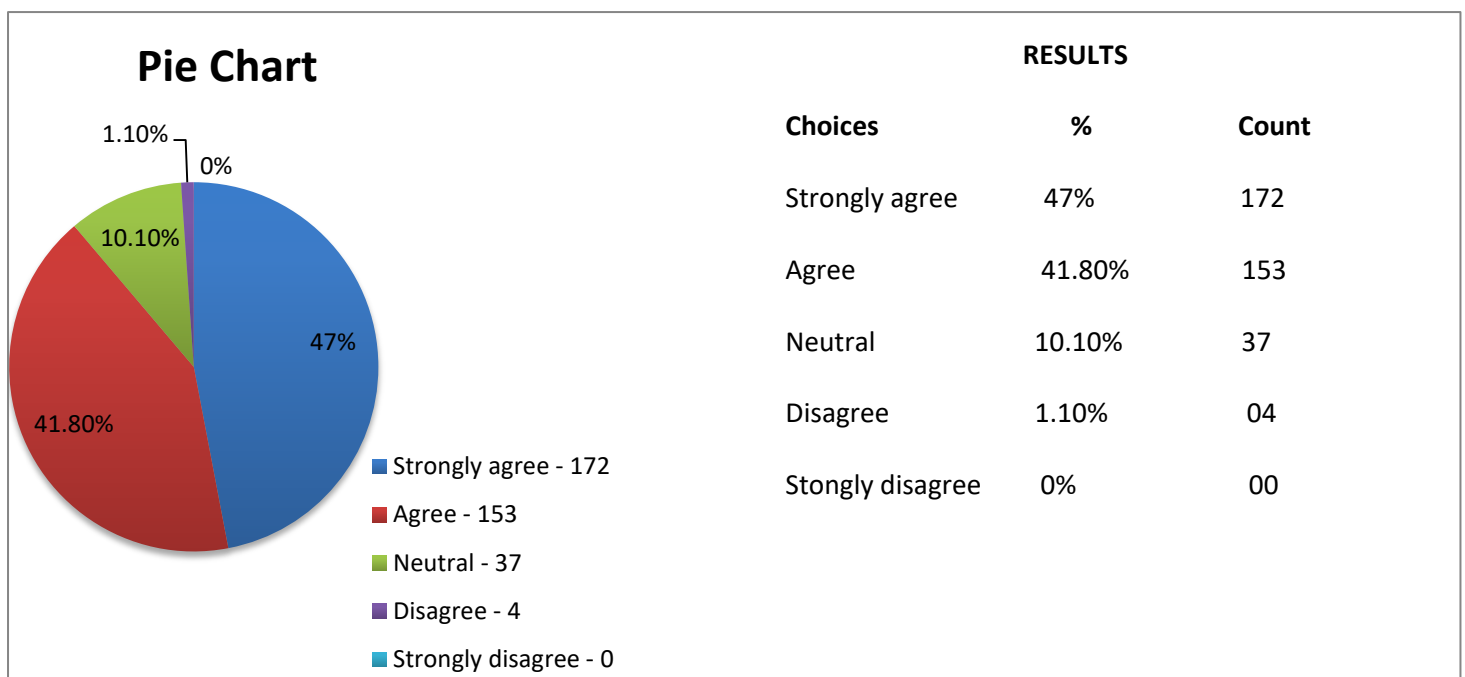 Pie Chart
1.10%
0%
10.10%
47%
41.80%
Strongly agree - 172
Agree - 153
Neutral - 37
Disagree - 4
Strongly disagree - 0
RESULTS
Choices % Count
Strongly agree 47% 172
Agree 41.80% 153
Neutral 10.10% 37
Disagree 1.10% 04
Stongly disagree 0% 00